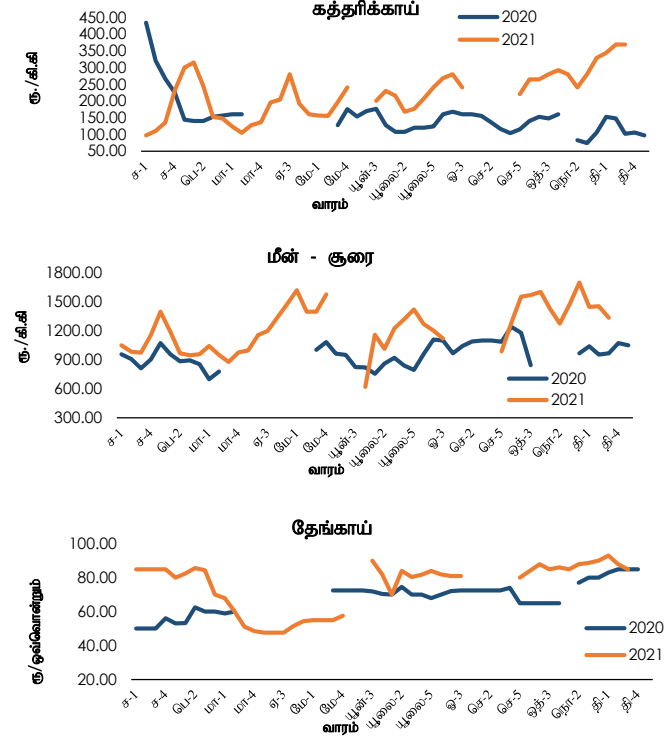 கத்தரிக்காய்
2020
2021
ரூ./கி.கி
450.00
400.00
350.00
300.00
250.00
200.00
150.00
100.00
50.00
ச-1
ச-4
பெ-2
மா-1
மா-4
ஏ-3
மே-1
மே-4
யூன்-3
யூலை-2
யூலை-5
ஓ-3
செ-2
செ-5
ஒத்-3
நொ-2
தி-1
தி-4
வாரம்
மீன் - சூரை
ரூ./கி.கி
1800.00
1500.00
1200.00
900.00
600.00
300.00
2020
2021
ச-1
ச-4
பெ-2
மா-1
மா-4
ஏ-3
மே-1
மே-4
யூன்-3
யூலை-2
யூலை-5
ஓ-3
செ-2
செ-5
ஒத்-3
நொ-2
தி-1
தி-4
வாரம்
தேங்காய்
ரூ/ஒவ்வொன்றும்
100.00
80.00
60.00
40.00
20.00
2020
2021
ச-1
ச-4
பெ-2
மா-1
மா-4
ஏ-3
மே-1
மே-4
யூன்-3
யூலை-2
யூலை-5
ஓ-3
செ-2
செ-5
ஒத்-3
நொ-2
தி-1
தி-4
வாரம்